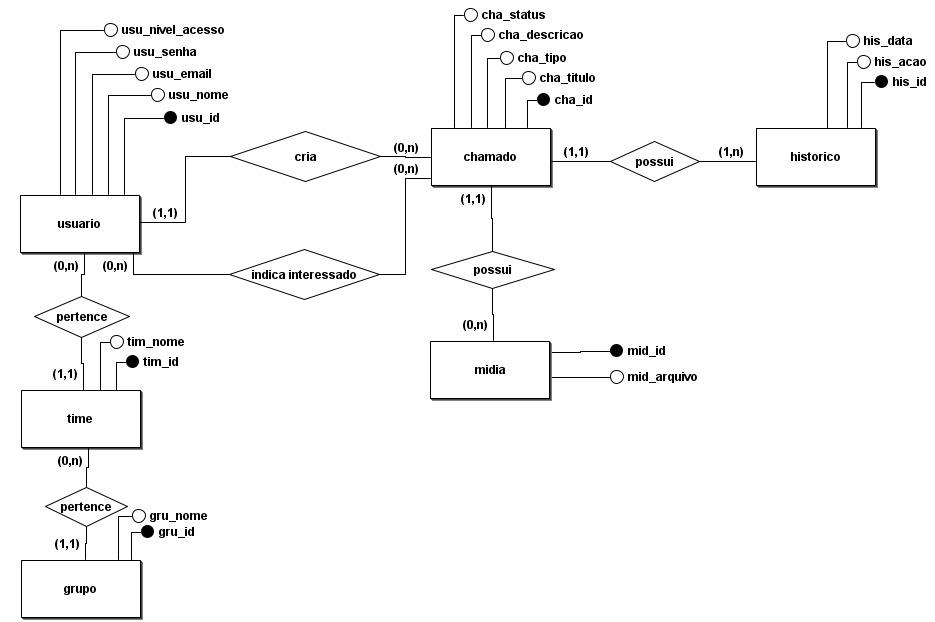 usu_nivel_acesso
usu_senha
usu_email
usu_nome
usu_id
cha_status
cha_descricao
cha_tipo
cha_titulo
cha_id
his_data
his_acao
his_id
cria
(0,n)
(0,n)
chamado
(1,1)
possui
(1,n)
historico
(1,1)
(1,1)
usuario
(0,n)
(0,n)
indica interessado
possui
pertence
(0,n)
tim_nome
tim_id
(1,1)
midia
mid_id
mid_arquivo
time
(0,n)
pertence
gru_nome
gru_id
(1,1)
grupo